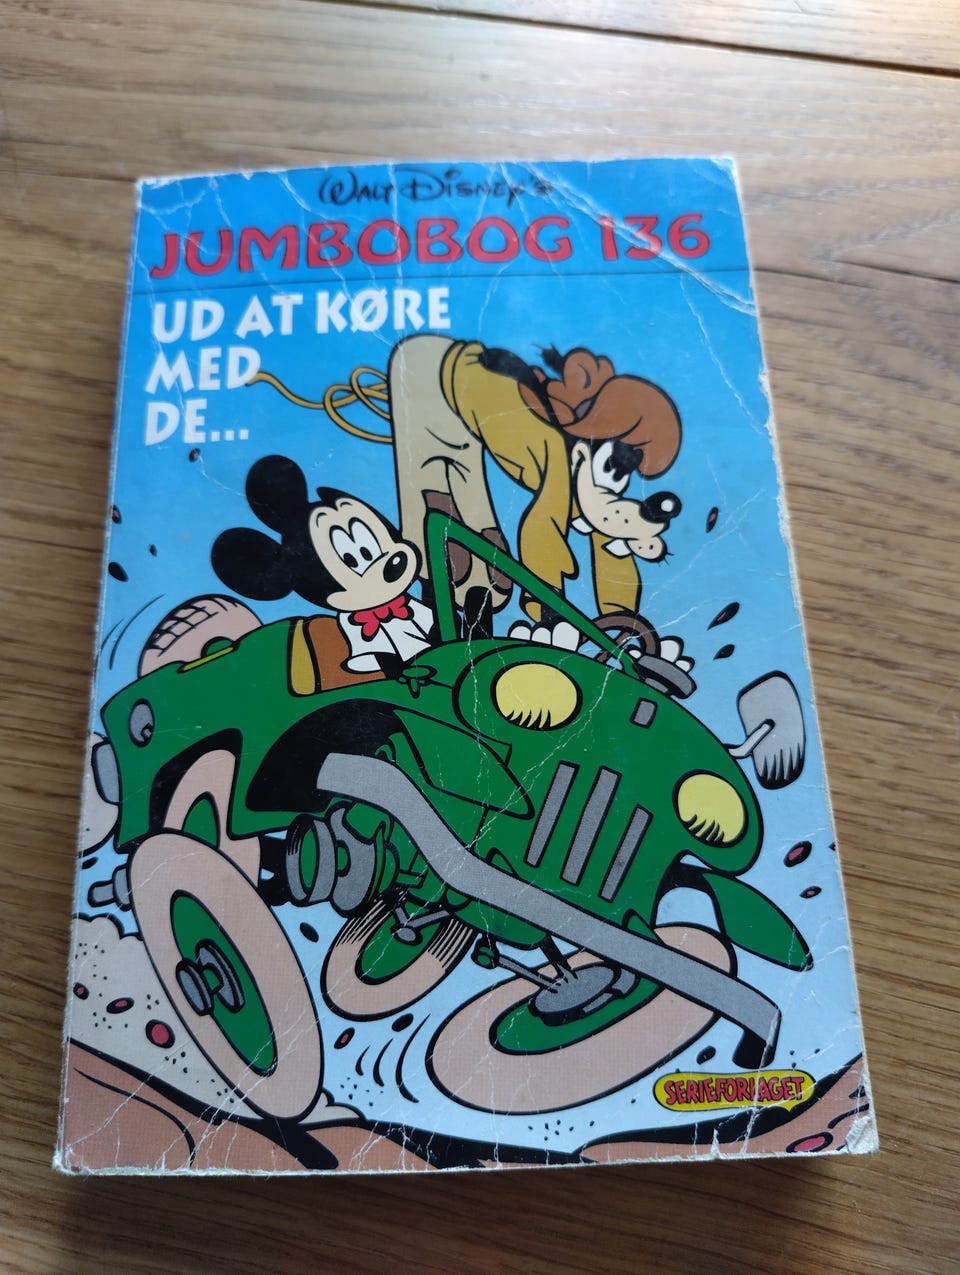 WALT DISNEY'S
JUMBOBOG 136
UD AT KØRE
MED
DE...
SERIEFORLAGET